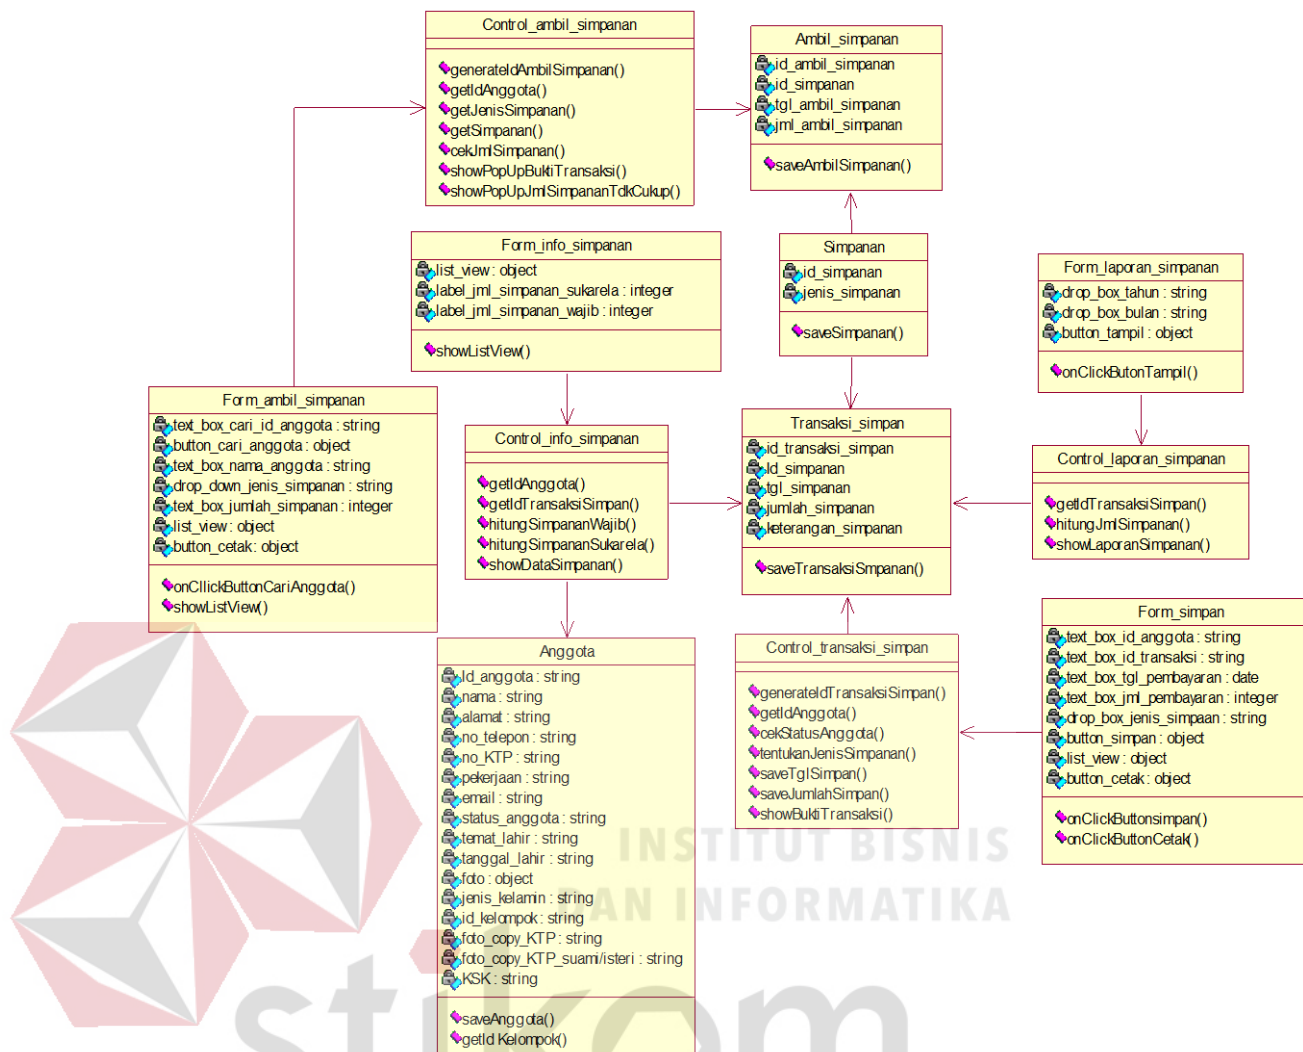 Control_ambil_simpanan
generateIdAmbilSimpanan()
getIdAnggota()
getJenisSimpanan()
getSimpanan()
cekJmlSimpanan()
showPopUpBuktiTransaksi()
showPopUpJmlSimpananTdkCukup()
Ambil_simpanan
id_ambil_simpanan
id_simpanan
tgl_ambil_simpanan
jml_ambil_simpanan
saveAmbilSimpanan()
Form_info_simpanan
list_view : object
label_jml_simpanan_sukarela : integer
label_jml_simpanan_wajib : integer
showListView()
Simpanan
id_simpanan
jenis_simpanan
saveSimpanan()
Form_laporan_simpanan
drop_box_tahun : string
drop_box_bulan : string
button_tampil : object
onClickButonTampil()
Form_ambil_simpanan
text_box_cari_id_anggota : string
button_cari_anggota : object
text_box_nama_anggota : string
drop_down_jenis_simpanan : string
text_box_jumlah_simpanan : integer
list_view : object
button_cetak : object
onCllickButtonCariAnggota()
showListView()
Control_info_simpanan
getIdAnggota()
getIdTransaksiSimpan()
hitungSimpananWajib()
hitungSimpananSukarela()
showDataSimpanan()
Transaksi_simpan
id_transaksi_simpan
Id_simpanan
tgl_simpanan
jumlah_simpanan
keterangan_simpanan
saveTransaksiSmpanan()
Control_laporan_simpanan
getIdTransaksiSimpan()
hitungJmlSimpanan()
showLaporanSimpanan()
Anggota
Id_anggota : string
nama : string
alamat : string
no_telepon : string
no_KTP : string
pekerjaan : string
email : string
status_anggota : string
temat_lahir : string
tanggal_lahir : string
foto : object
jenis_kelamin : string
id_kelompok : string
foto_copy_KTP : string
foto_copy_KTP_suami/isteri : string
KSK : string
saveAnggota()
getId Kelompok()
Control_transaksi_simpan
generateIdTransaksiSimpan()
getIdAnggota()
cekStatusAnggota()
tentukanJenisSimpanan()
saveTglSimpan()
saveJumlahSimpan()
showBuktiTransaksi()
Form_simpan
text_box_id_anggota : string
text_box_id_transaksi : string
text_box_tgl_pembayaran : date
text_box_jml_pembayaran : integer
drop_box_jenis_simpaan : string
button_simpan : object
list_view : object
button_cetak : object
onClickButtonsimpan()
onClickButtonCetak()
INSTITUT BISNIS
DAN INFORMATIKA
stikom